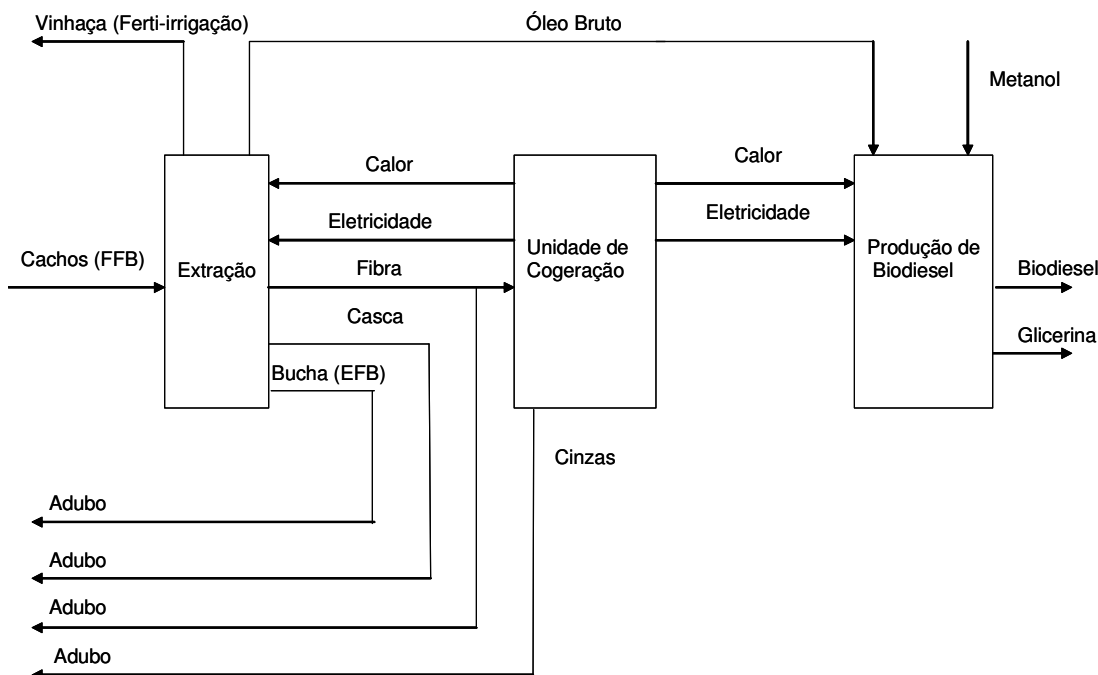 Vinhaça (Ferti-irrigação)
Óleo Bruto
Metanol
Calor
Calor
Eletricidade
Eletricidade
Cachos (FFB)
Extração
Fibra
Unidade de
Cogeração
Produção de
Biodiesel
Biodiesel
Casca
Glicerina
Bucha (EFB)
Cinzas
Adubo
Adubo
Adubo
Adubo